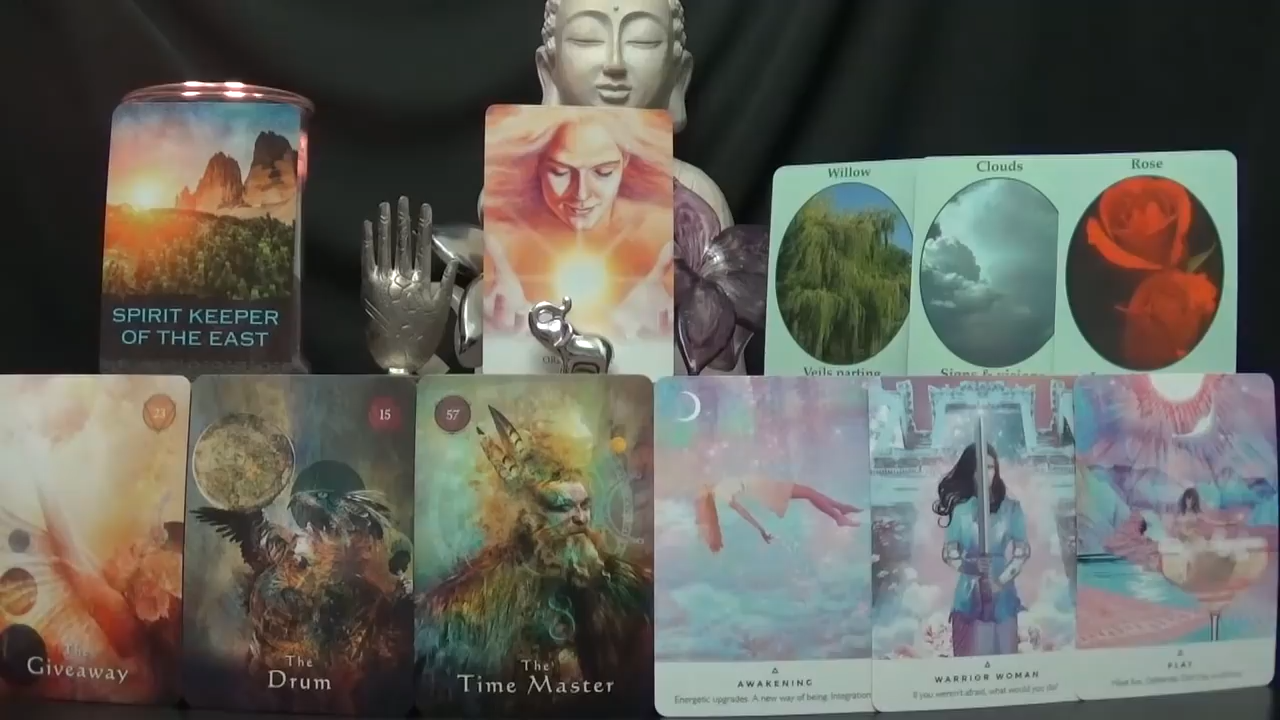 SPIRIT KEEPER
OF THE EAST
Willow
Clouds
Rose
Veils parting
Signs & visions
23
The
Giveaway
15
The
Drum
57
The
Time Master
AWAKENING
Energetic upgrades. A new way of being. Integration
WARRIOR WOMAN
If you weren't afraid, what would you do?
PLAY